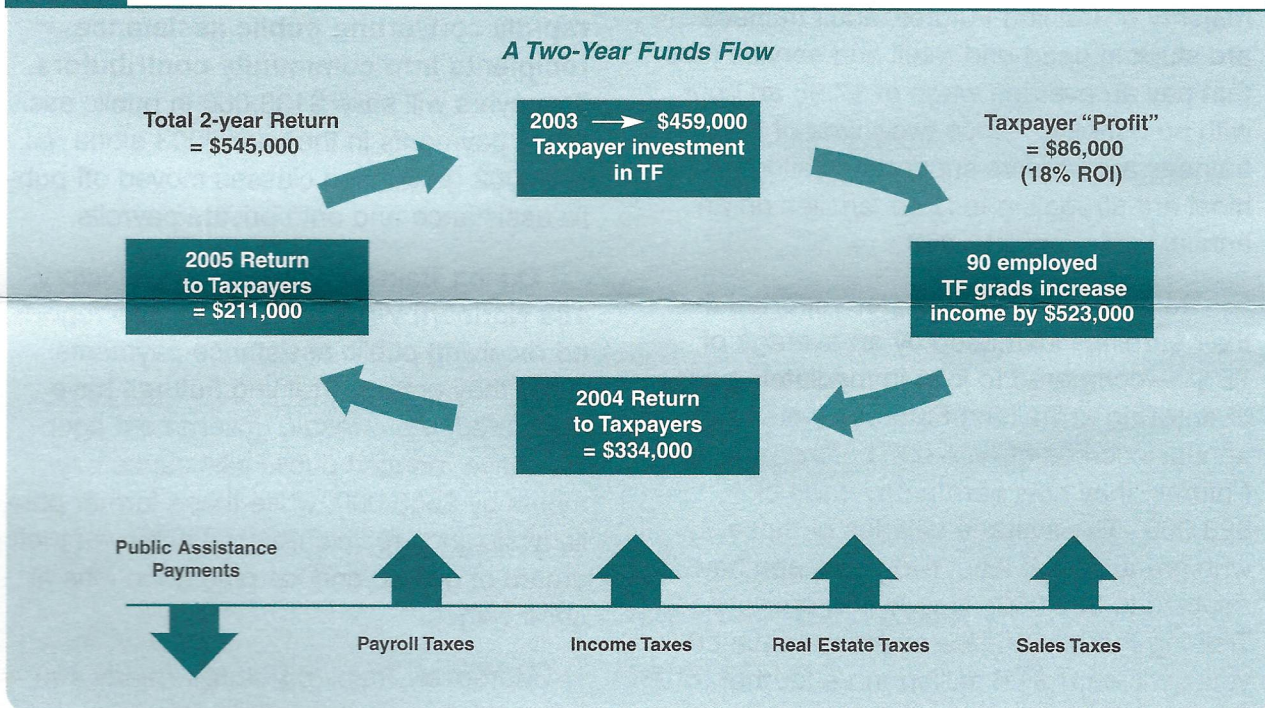 A Two-Year Funds Flow
Total 2-year Return
= $545,000
2003 → $459,000
Taxpayer investment
in TF
Taxpayer “Profit”
= $86,000
(18% ROI)
2005 Return
to Taxpayers
= $211,000
90 employed
TF grads increase
income by $523,000
2004 Return
to Taxpayers
= $334,000
Public Assistance
Payments
Payroll Taxes
Income Taxes
Real Estate Taxes
Sales Taxes